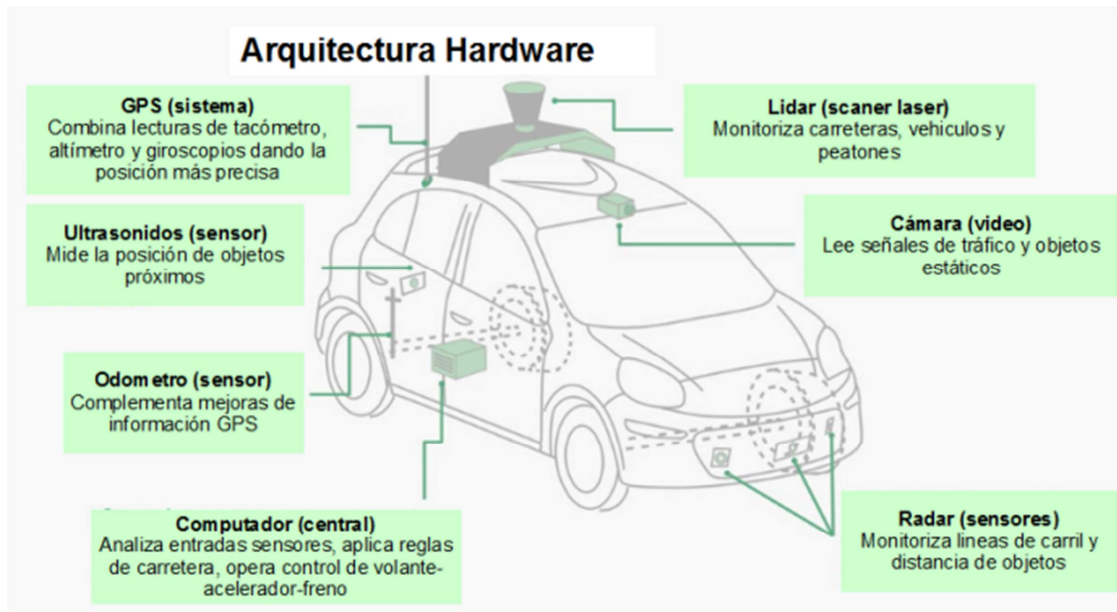 Arquitectura Hardware
GPS (sistema)
Combina lecturas de tacómetro,
altímetro y giroscopios dando la
posición más precisa
Lidar (scaner laser)
Monitoriza carreteras, vehiculos y
peatones
Ultrasonidos (sensor)
Mide la posición de objetos
próximos
Cámara (video)
Lee señales de tráfico y objetos
estáticos
Odometro (sensor)
Complementa mejoras de
información GPS
Computador (central)
Analiza entradas sensores, aplica reglas
de carretera, opera control de volante-
acelerador-freno
Radar (sensores)
Monitoriza lineas de carril y
distancia de objetos